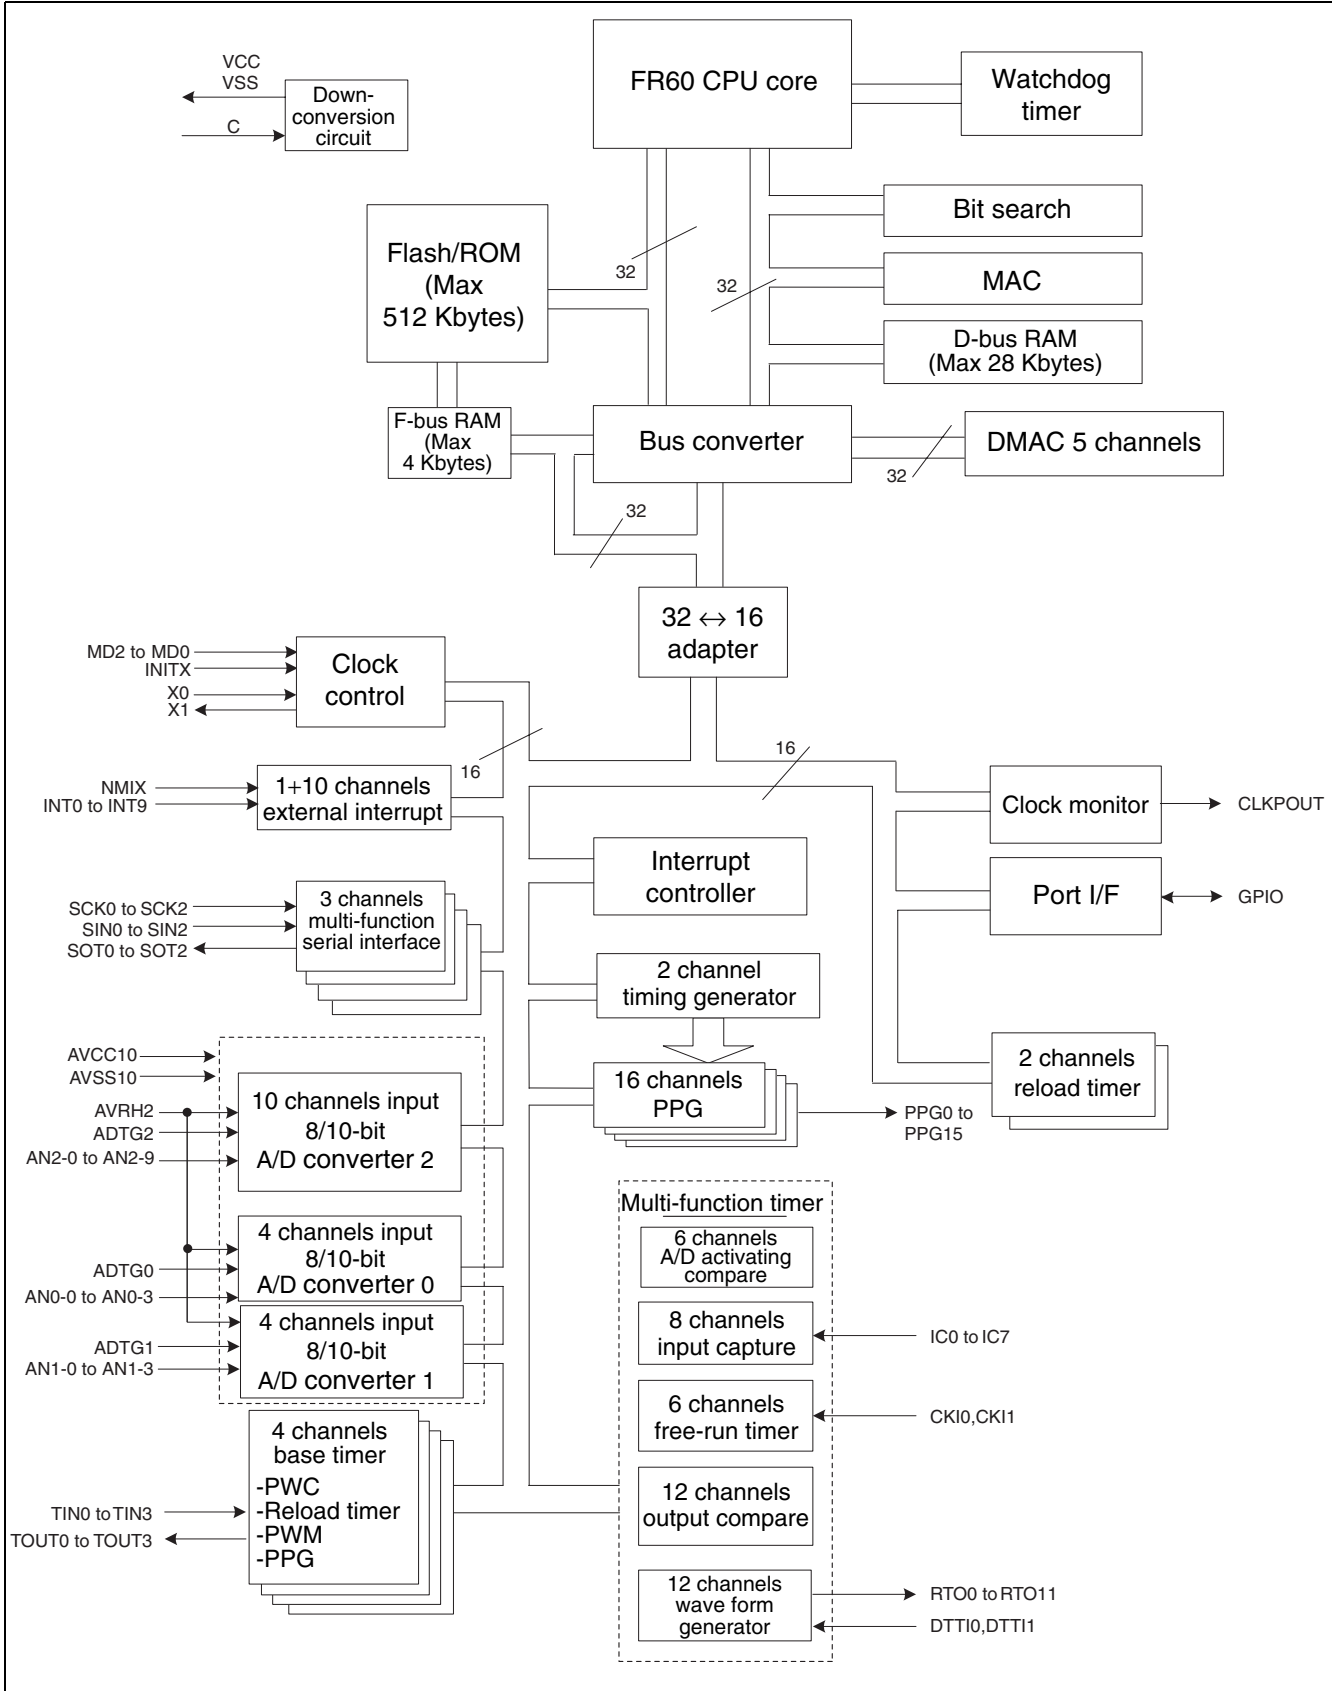 VCC
VSS
C
Down-
conversion
circuit
FR60 CPU core
Watchdog
timer
Bit search
MAC
D-bus RAM
(Max 28 Kbytes)
Flash/ROM
(Max
512 Kbytes)
32
32
F-bus RAM
(Max
4 Kbytes)
Bus converter
DMAC 5 channels
32
32
32 ↔ 16
adapter
MD2 to MD0
INITX
X0
X1
Clock
control
16
16
NMIX
INT0 to INT9
1+10 channels
external interrupt
Clock monitor
CLKPOUT
Interrupt
controller
Port I/F
GPIO
SCK0 to SCK2
SIN0 to SIN2
SOT0 to SOT2
3 channels
multi-function
serial interface
2 channel
timing generator
AVCC10
AVSS10
AVRH2
ADTG2
AN2-0 to AN2-9
10 channels input
8/10-bit
A/D converter 2
16 channels
PPG
PPG0 to
PPG15
2 channels
reload timer
ADTG0
AN0-0 to AN0-3
4 channels input
8/10-bit
A/D converter 0
ADTG1
AN1-0 to AN1-3
4 channels input
8/10-bit
A/D converter 1
Multi-function timer
6 channels
A/D activating
compare
8 channels
input capture
IC0 to IC7
6 channels
free-run timer
CKI0,CKI1
12 channels
output compare
12 channels
wave form
generator
RTO0 to RTO11
DTTI0,DTTI1
TIN0 to TIN3
TOUT0 to TOUT3
4 channels
base timer
-PWC
-Reload timer
-PWM
-PPG